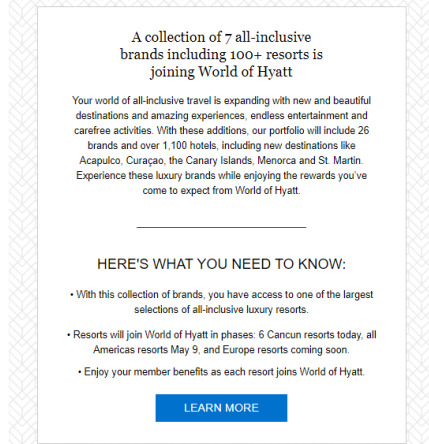 A collection of 7 all-inclusive
brands including 100+ resorts is
joining World of Hyatt
Your world of all-inclusive travel is expanding with new and beautiful
destinations and amazing experiences, endless entertainment and
carefree activities. With these additions, our portfolio will include 26
brands and over 1,100 hotels, including new destinations like
Acapulco, Curaçao, the Canary Islands, Menorca and St. Martin.
Experience these luxury brands while enjoying the rewards you've
come to expect from World of Hyatt.
HERE'S WHAT YOU NEED TO KNOW:
• With this collection of brands, you have access to one of the largest
selections of all-inclusive luxury resorts.
• Resorts will join World of Hyatt in phases: 6 Cancun resorts today, all
Americas resorts May 9, and Europe resorts coming soon.
• Enjoy your member benefits as each resort joins World of Hyatt.
LEARN MORE